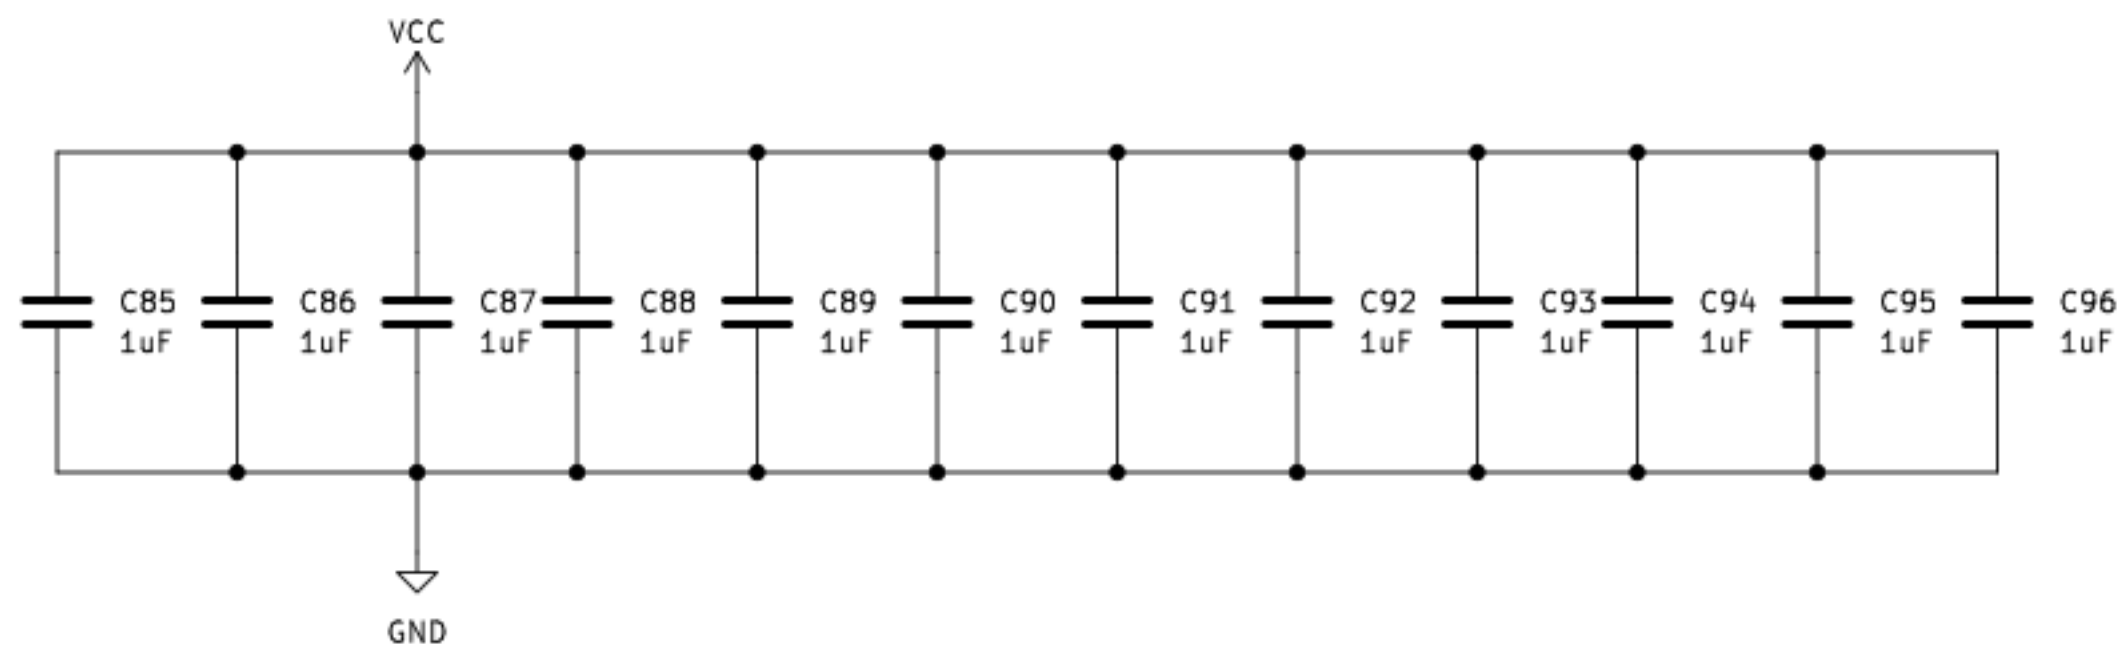 VCC
C85 C86 C87 C88 C89 C90 C91 C92 C93 C94 C95 C96
1uF 1uF 1uF 1uF 1uF 1uF 1uF 1uF 1uF 1uF 1uF 1uF
GND